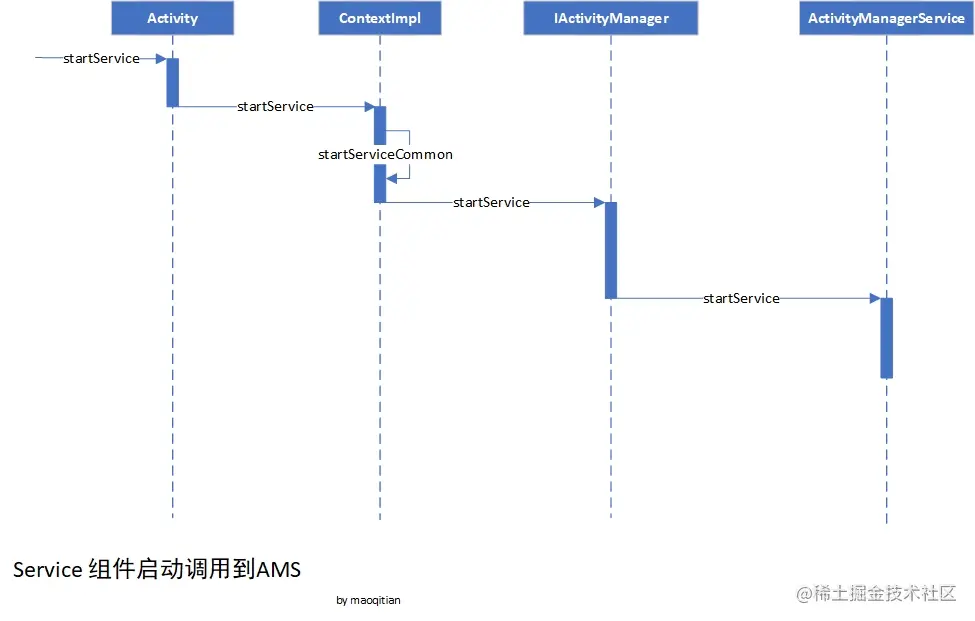 Activity
ContextImpl
IActivityManager
ActivityManagerService
startService
startService
startServiceCommon
startService
startService
Service 组件启动调用到AMS
by maoqitian
@稀土掘金技术社区